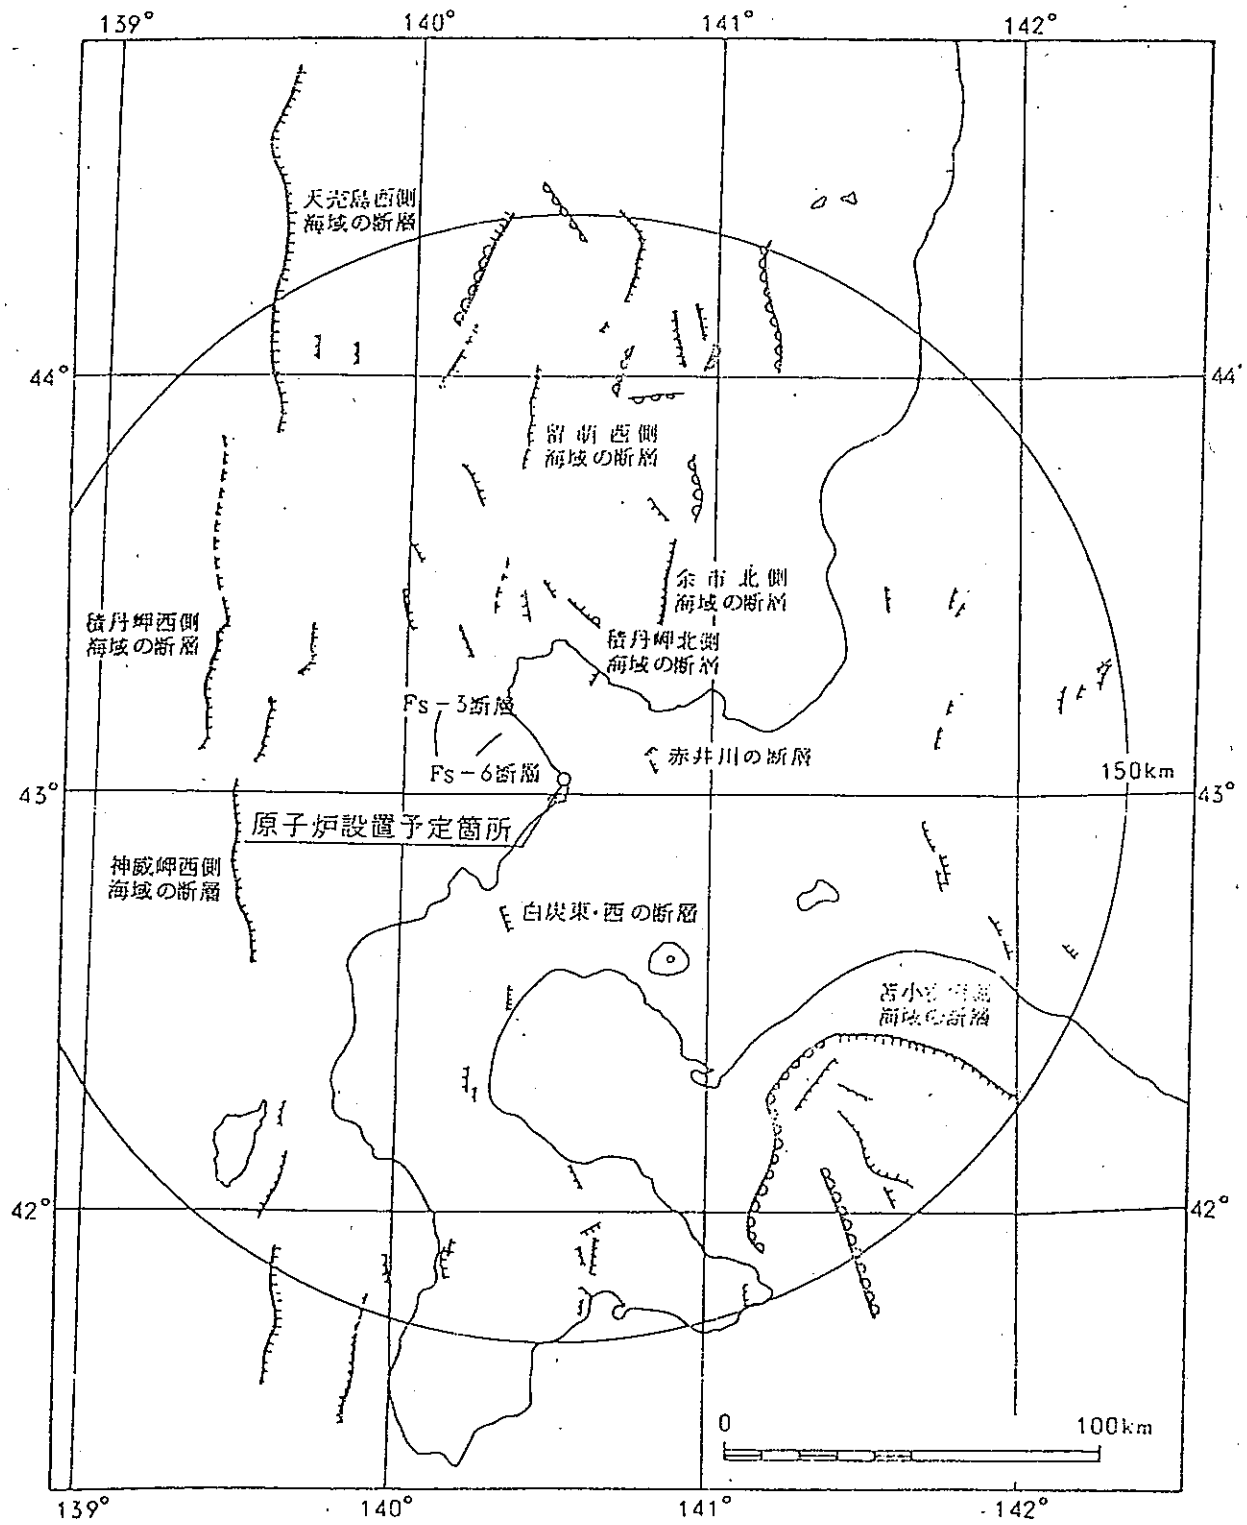 139° 140° 141° 142°
天売島西側
海域の断層
44° 44°
留萌西側
海域の断層
余市北側
海域の断層
積丹岬西側
海域の断層
積丹岬北側
海域の断層
Fs-3断層
赤井川の断層
Fs-6断層
150km
43° 43°
原子炉設置予定箇所
神威岬西側
海域の断層
白炭東・西の断層
苫小
海域の断層
42° 42°
0 100km
139° 140° 141° 142°